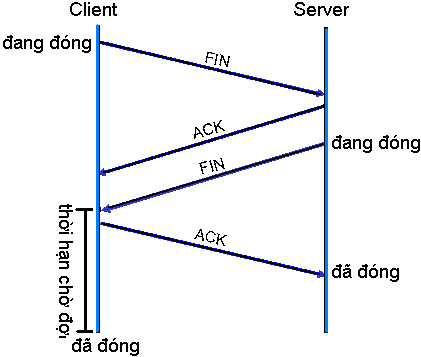 Client
Server
đang đóng
FIN
ACK
đang đóng
FIN
thời hạn chờ đợi
ACK
đã đóng
đã đóng